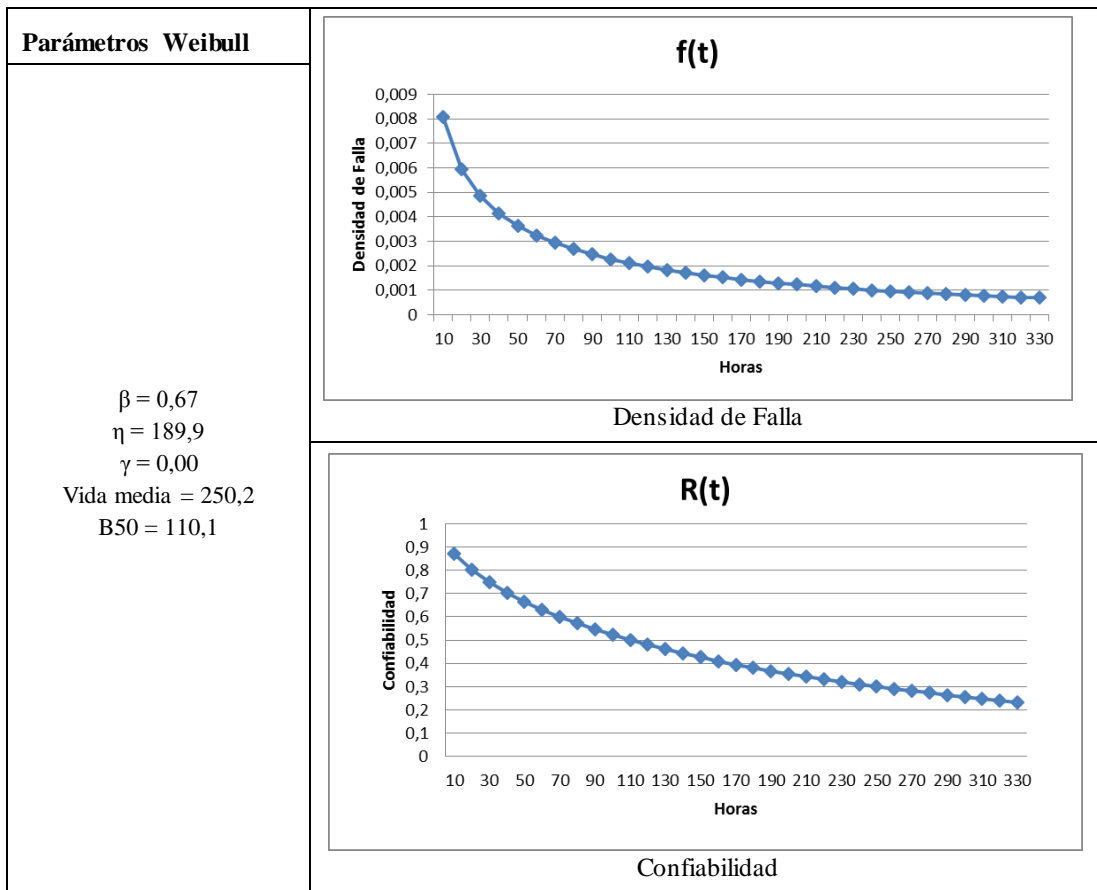 Parámetros Weibull
β = 0,67
η = 189,9
γ = 0,00
Vida media = 250,2
B50 = 110,1
f(t)
Densidad de Falla
0,009
0,008
0,007
0,006
0,005
0,004
0,003
0,002
0,001
0
10 30 50 70 90 110 130 150 170 190 210 230 250 270 290 310 330
Horas
Densidad de Falla
R(t)
Confiabilidad
1
0,9
0,8
0,7
0,6
0,5
0,4
0,3
0,2
0,1
0
10 30 50 70 90 110 130 150 170 190 210 230 250 270 290 310 330
Horas
Confiabilidad